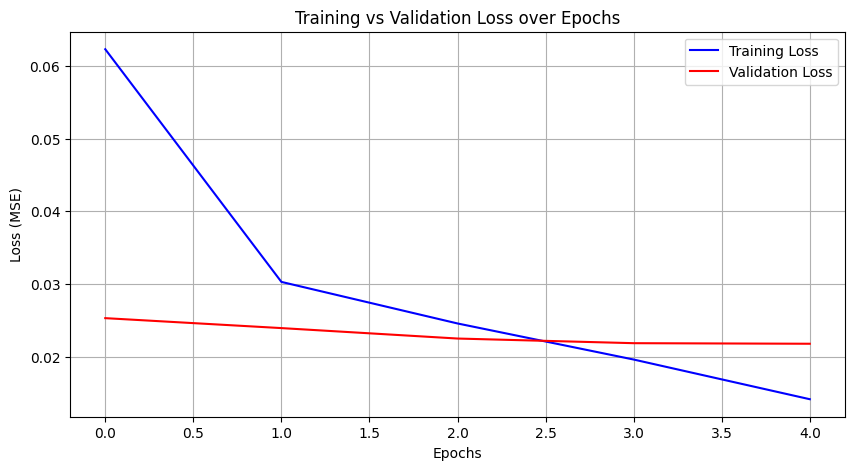 Training vs Validation Loss over Epochs
Training Loss
Validation Loss
0.06
0.05
0.04
0.03
0.02
Loss (MSE)
0.0 0.5 1.0 1.5 2.0 2.5 3.0 3.5 4.0
Epochs